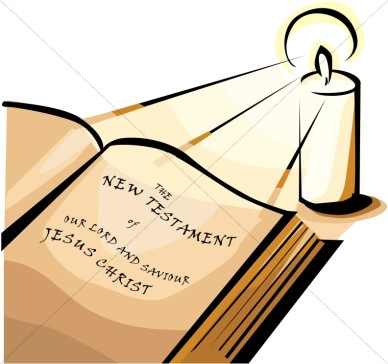 THE
NEW TESTAMENT
of
OUR LORD AND SAVIOUR
JESUS CHRIST